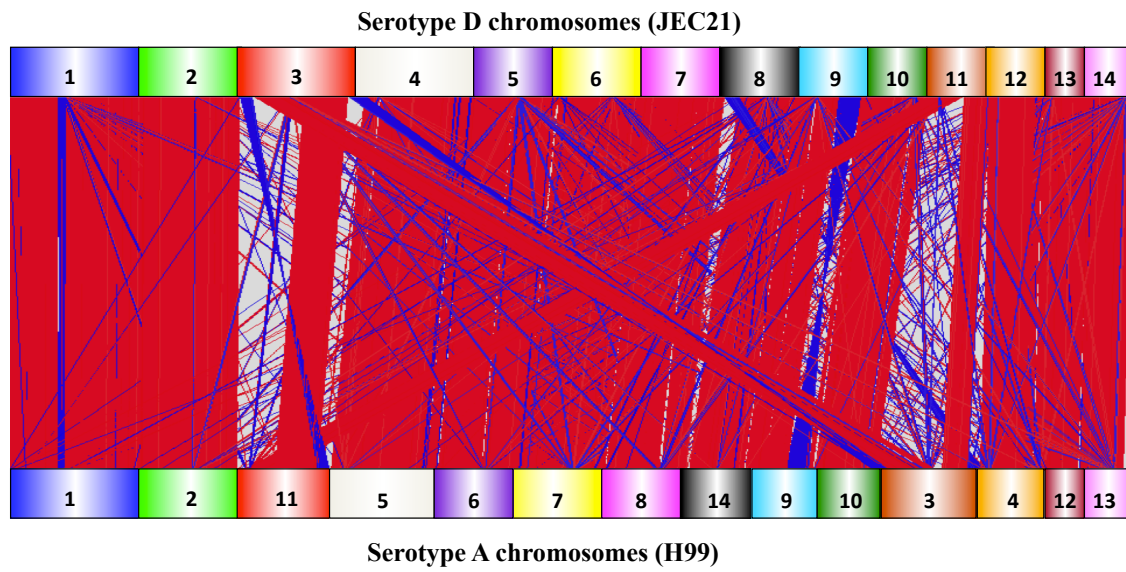 Serotype D chromosomes (JEC21)
1 2 3 4 5 6 7 8 9 10 11 12 13 14
1 2 11 5 6 7 8 14 9 10 3 4 12 13
Serotype A chromosomes (H99)